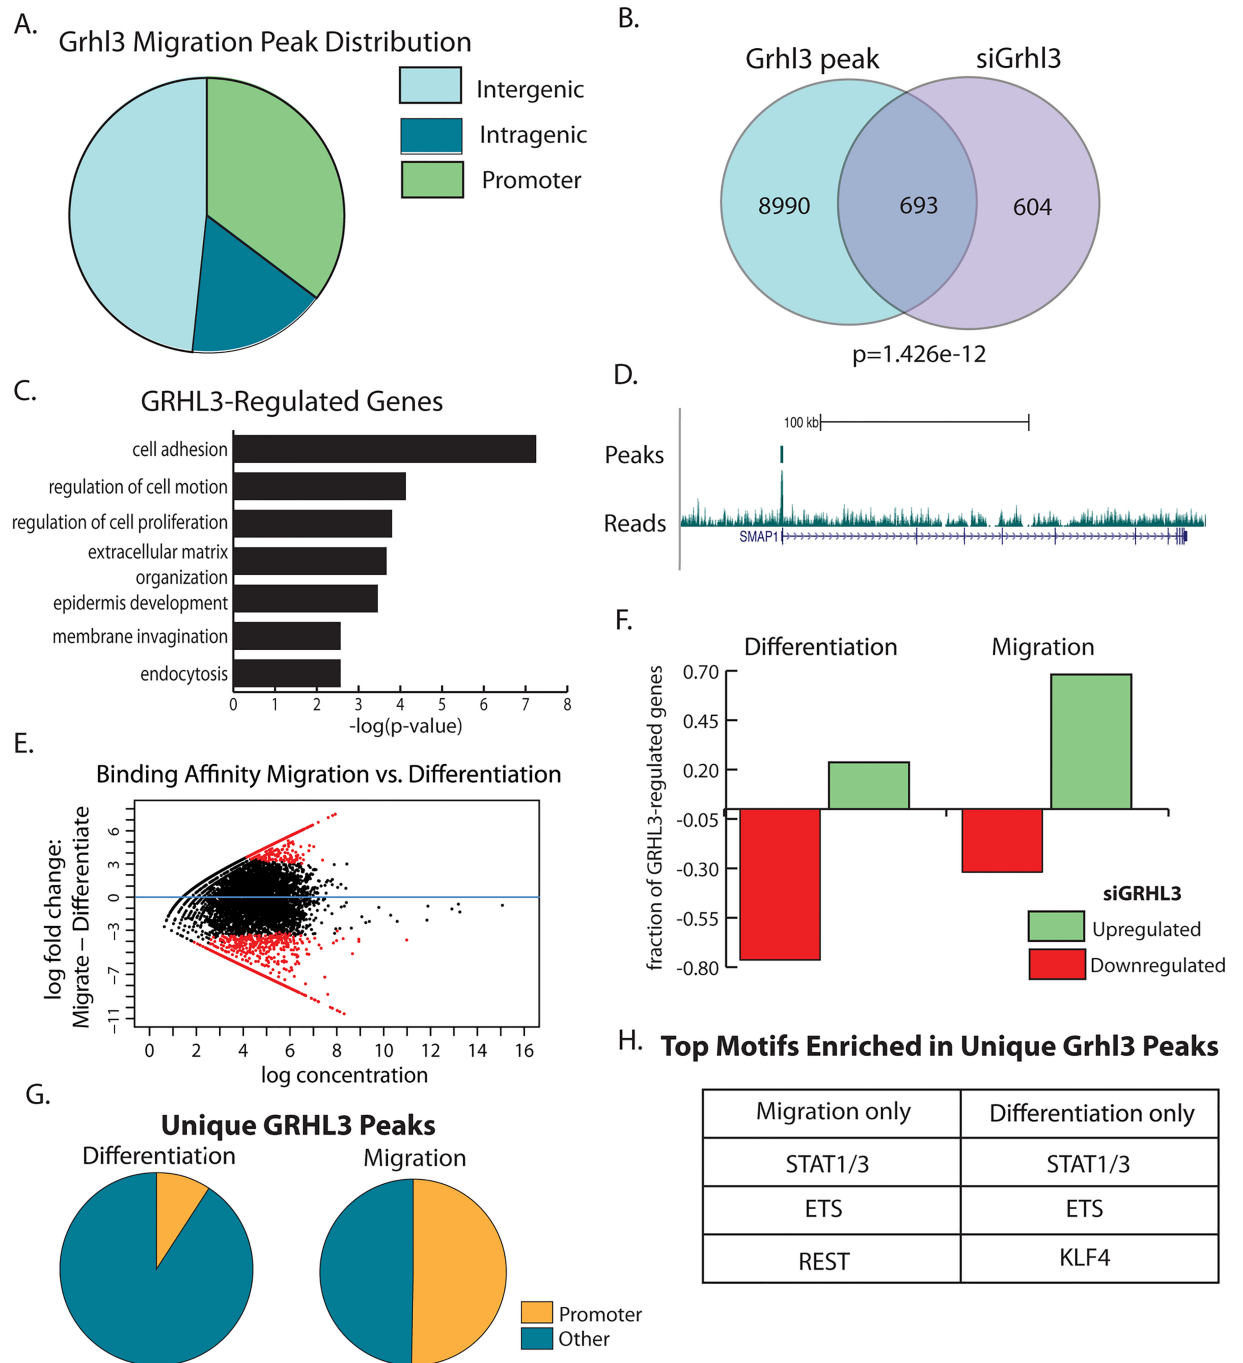 A.
Grhl3 Migration Peak Distribution
Intergenic
Intragenic
Promoter
B.
Grhl3 peak
siGrhl3
8990
693
604
p=1.426e-12
C.
GRHL3-Regulated Genes
cell adhesion
regulation of cell motion
regulation of cell proliferation
extracellular matrix
organization
epidermis development
membrane invagination
endocytosis
0 1 2 3 4 5 6 7 8
-log(p-value)
D.
100 kb
Peaks
Reads
SMAP1
E.
Binding Affinity Migration vs. Differentiation
log fold change:
Migrate – Differentiate
6
3
0
−3
−7
−11
0 2 4 6 8 10 12 14 16
log concentration
F.
Differentiation
Migration
fraction of GRHL3-regulated genes
0.70
0.45
0.20
-0.05
-0.30
-0.55
-0.80
siGRHL3
Upregulated
Downregulated
G.
Unique GRHL3 Peaks
Differentiation
Migration
Promoter
Other
H.
Top Motifs Enriched in Unique Grhl3 Peaks
Migration only
Differentiation only
STAT1/3
STAT1/3
ETS
ETS
REST
KLF4